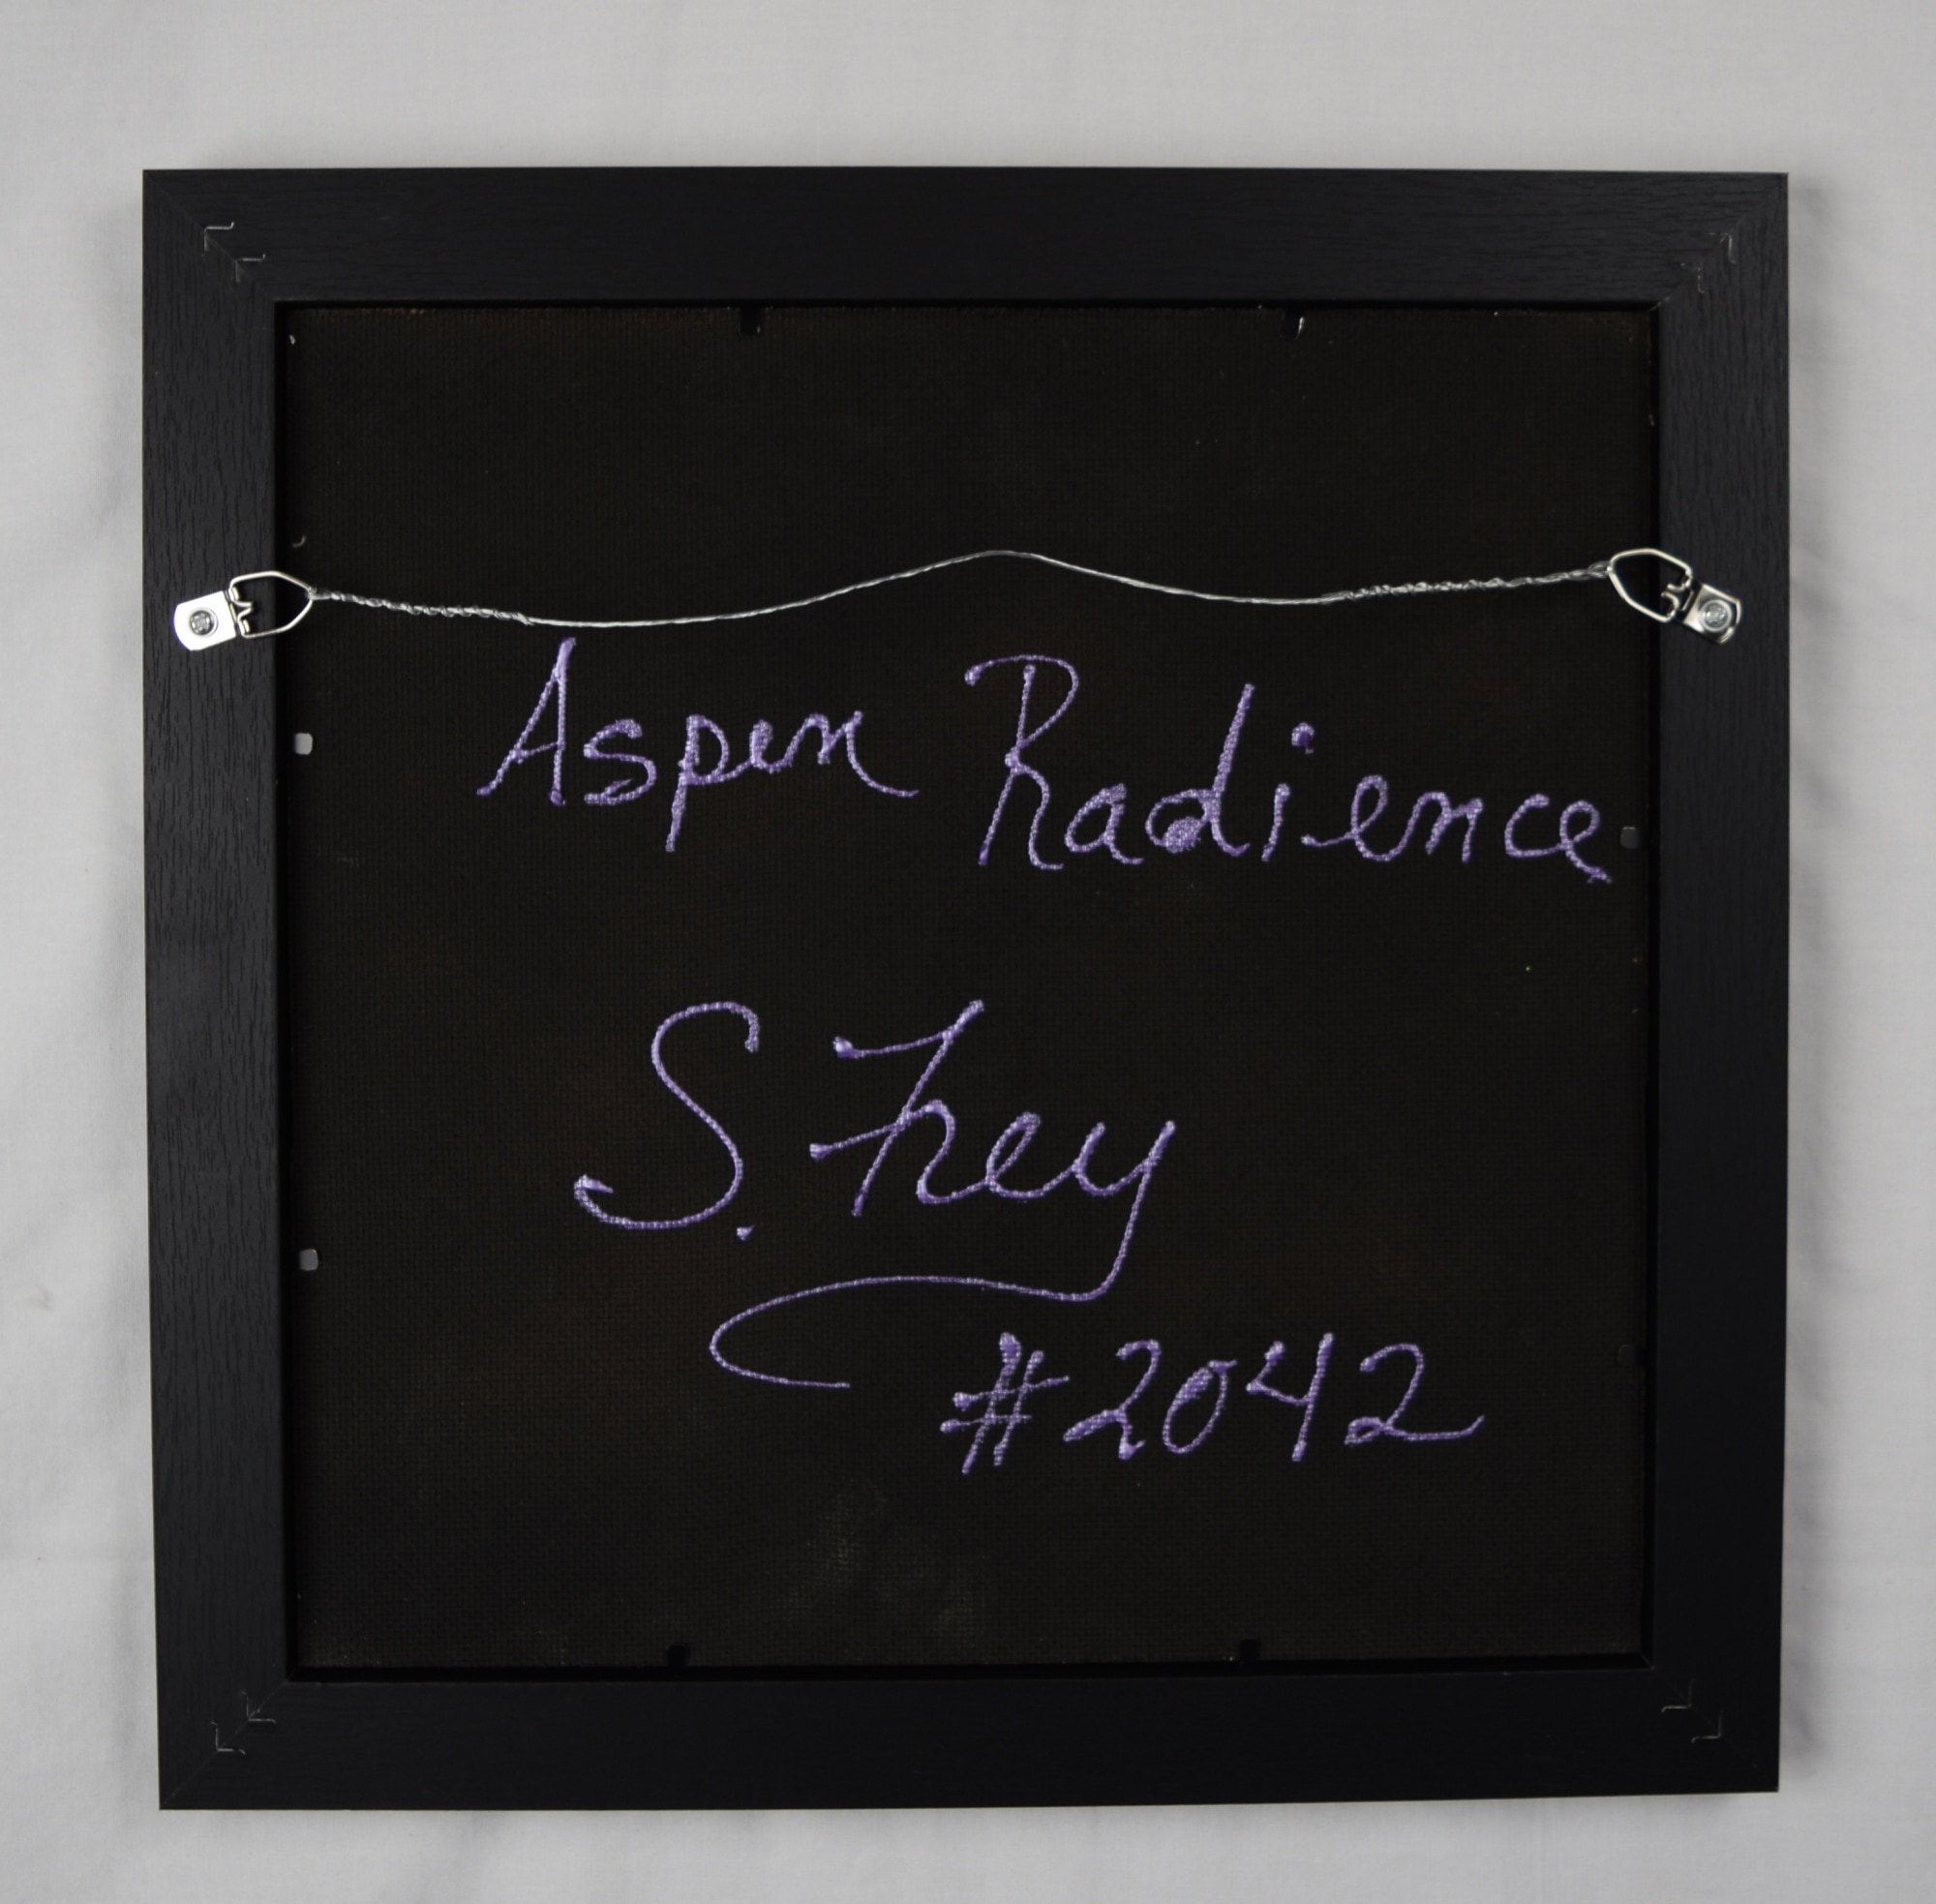 Aspen Radience
S. Frey
#2042